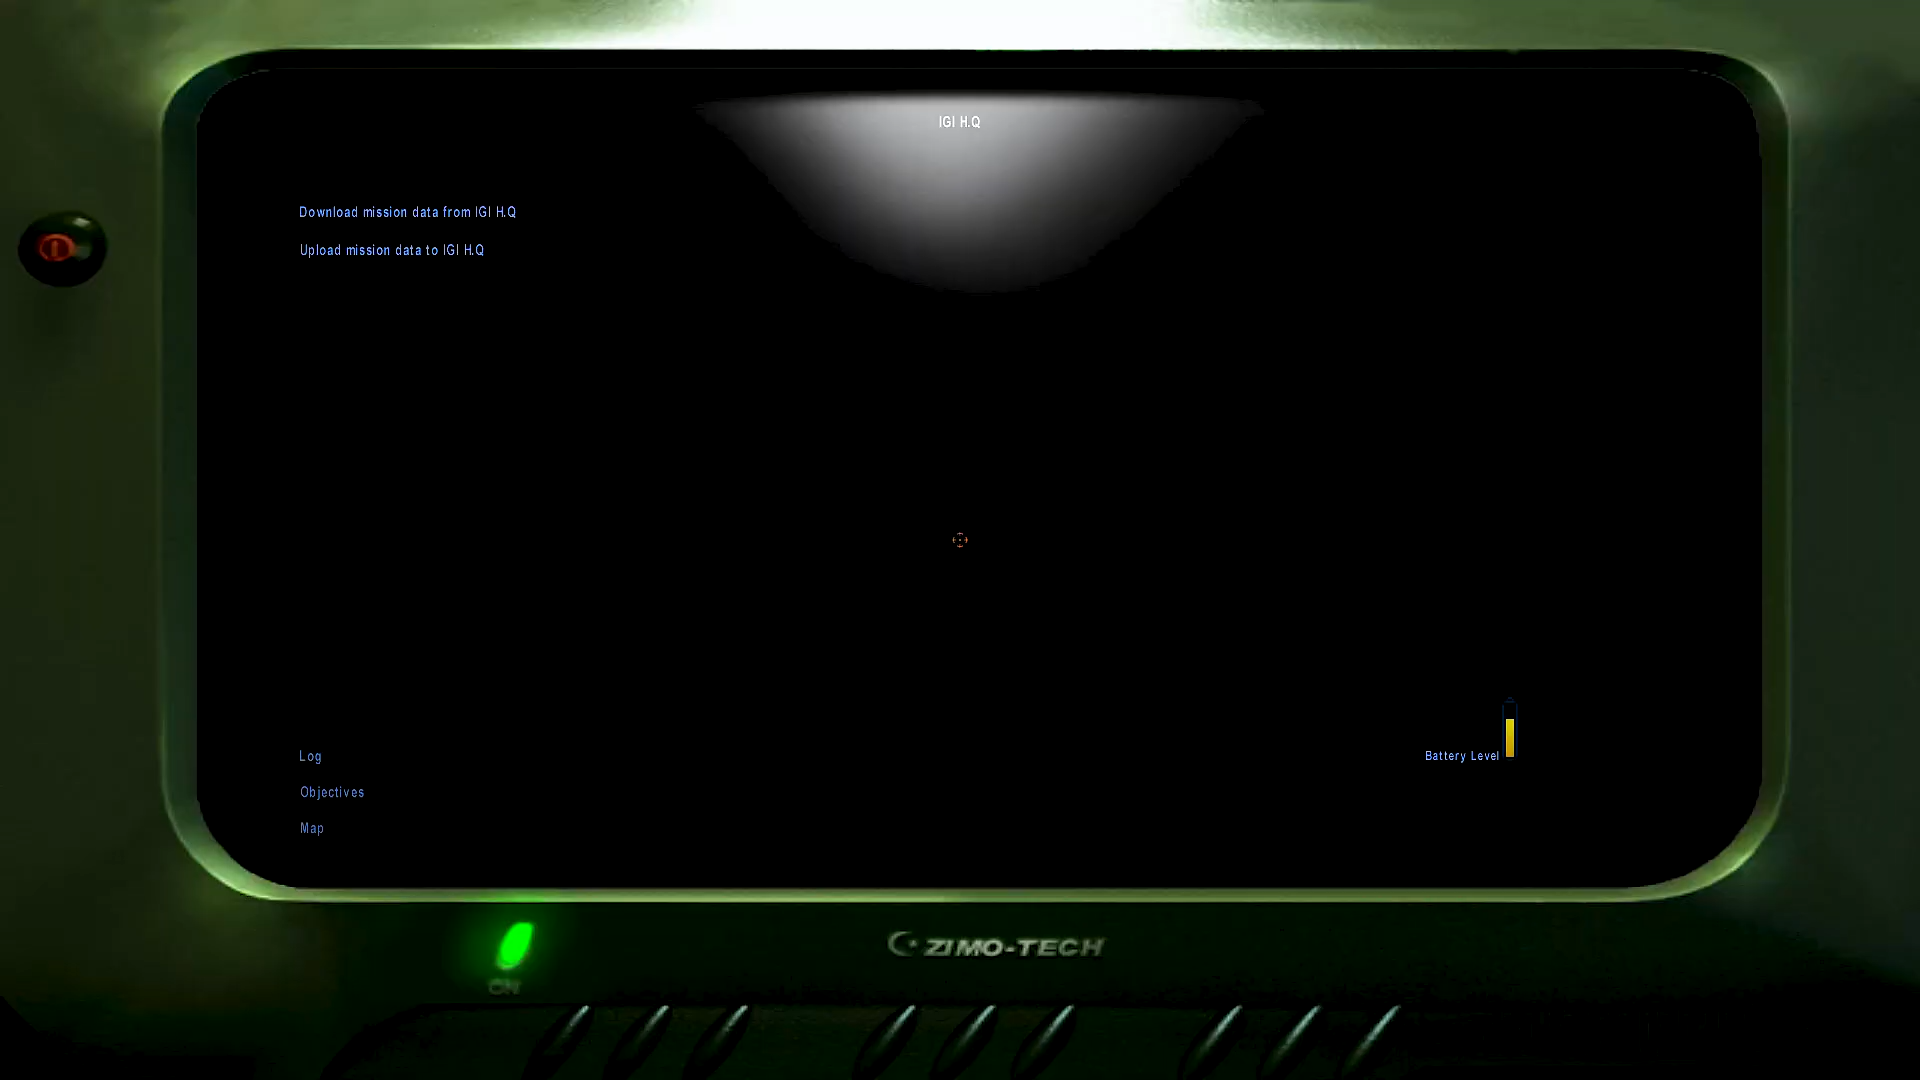 IGI H.Q
Download mission data from IGI H.Q
Upload mission data to IGI H.Q
Log
Battery Level
Objectives
Map
ZIMO-TECH
ON